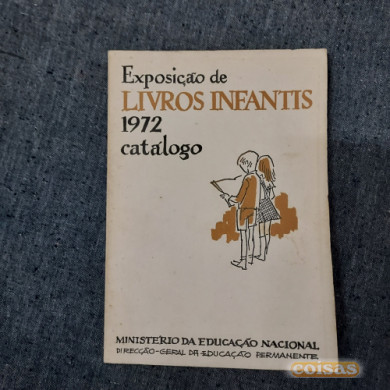 Exposição de
LIVROS INFANTIS
1972
catálogo
MINISTÉRIO DA EDUCAÇÃO NACIONAL
DIRECÇÃO-GERAL DA EDUCAÇÃO PERMANENTE
coisas